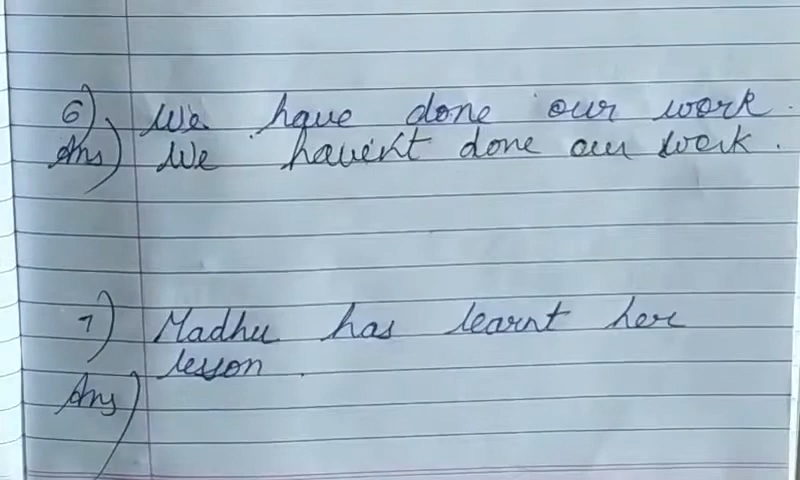 6) We have done our work.
Ans) We haven't done our work.
7) Madhu has learnt her
lesson.
Ans)